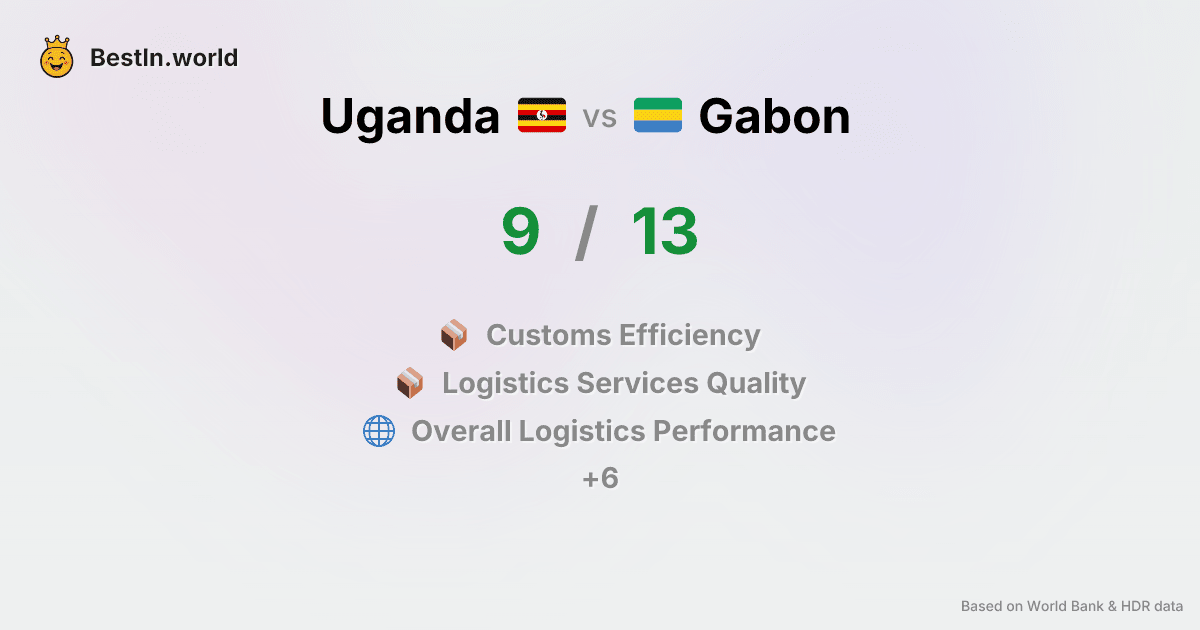 BestIn.world
Uganda vs Gabon
9 / 13
Customs Efficiency
Logistics Services Quality
Overall Logistics Performance
+6
Based on World Bank & HDR data